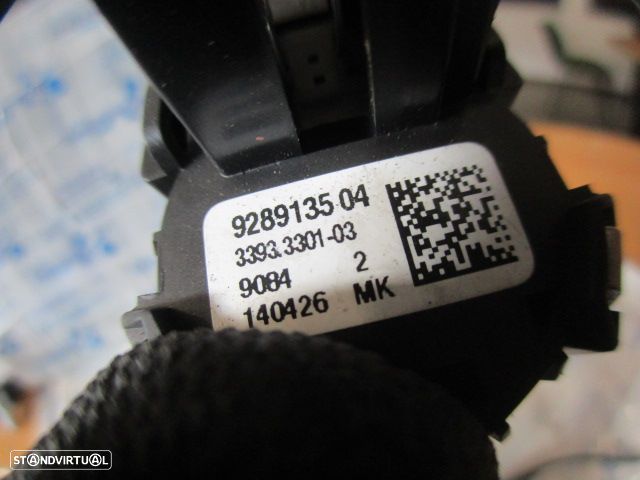 9289135 04
3393.3301-03
9084 2
140426 MK
STANDVIRTUAL